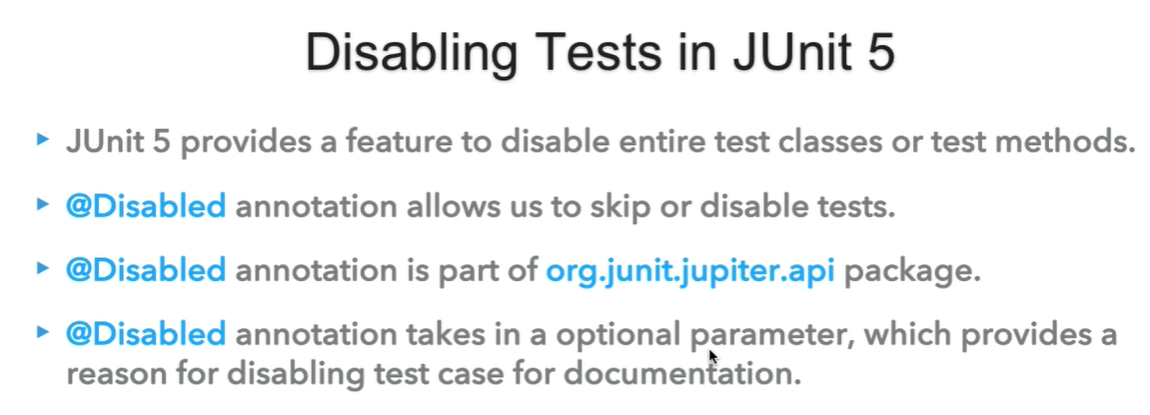 Disabling Tests in JUnit 5
JUnit 5 provides a feature to disable entire test classes or test methods.
@Disabled annotation allows us to skip or disable tests.
@Disabled annotation is part of org.junit.jupiter.api package.
@Disabled annotation takes in a optional parameter, which provides a
reason for disabling test case for documentation.